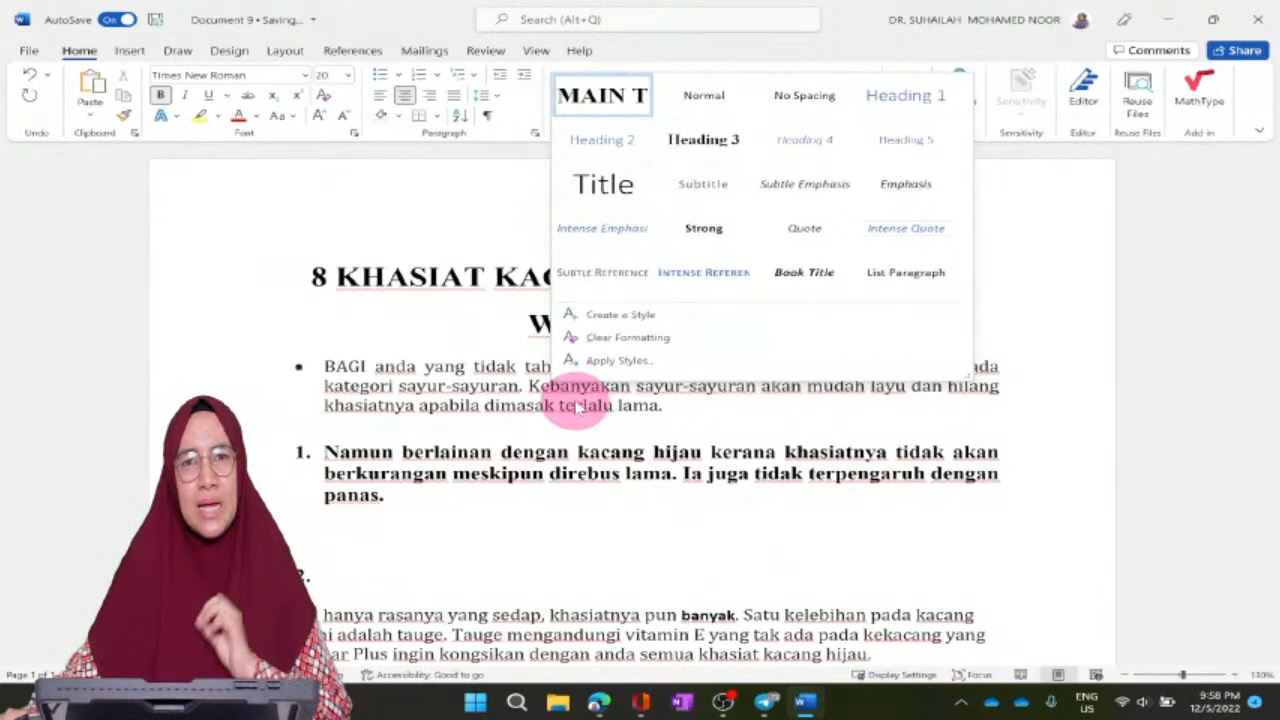 AutoSave On Document 9 • Saving... Search (Alt+Q) DR. SUHAILAH MOHAMED NOOR
File Home Insert Draw Design Layout References Mailings Review View Help Comments Share
Times New Roman 20
Paste
Undo Clipboard Font Paragraph
MAIN T Normal No Spacing Heading 1
Heading 2 Heading 3 Heading 4 Heading 5
Title Subtitle Subtle Emphasis Emphasis
Intense Emphasi Strong Quote Intense Quote
SUBTLE REFERENCE INTENSE REFEREN Book Title List Paragraph
Create a Style
Clear Formatting
Apply Styles...
Sensitivity Editor Reuse Files MathType
Sensitivity Editor Reuse Files Add-in
8 KHASIAT
BAGI anda yang tidak
kategori sayur-sayuran. Kebanyakan sayur-sayuran akan mudah layu dan hilang
khasiatnya apabila dimasak terlalu lama.
1. Namun berlainan dengan kacang hijau kerana khasiatnya tidak akan
berkurangan meskipun direbus lama. Ia juga tidak terpengaruh dengan
panas.
2.
hanya rasanya yang sedap, khasiatnya pun banyak. Satu kelebihan pada kacang
adalah tauge. Tauge mengandungi vitamin E yang tak ada pada kekacang yang
Plus ingin kongsikan dengan anda semua khasiat kacang hijau.
Page 1 of Accessibility: Good to go Display Settings Focus 130%
ENG
US
9:58 PM
12/5/2022